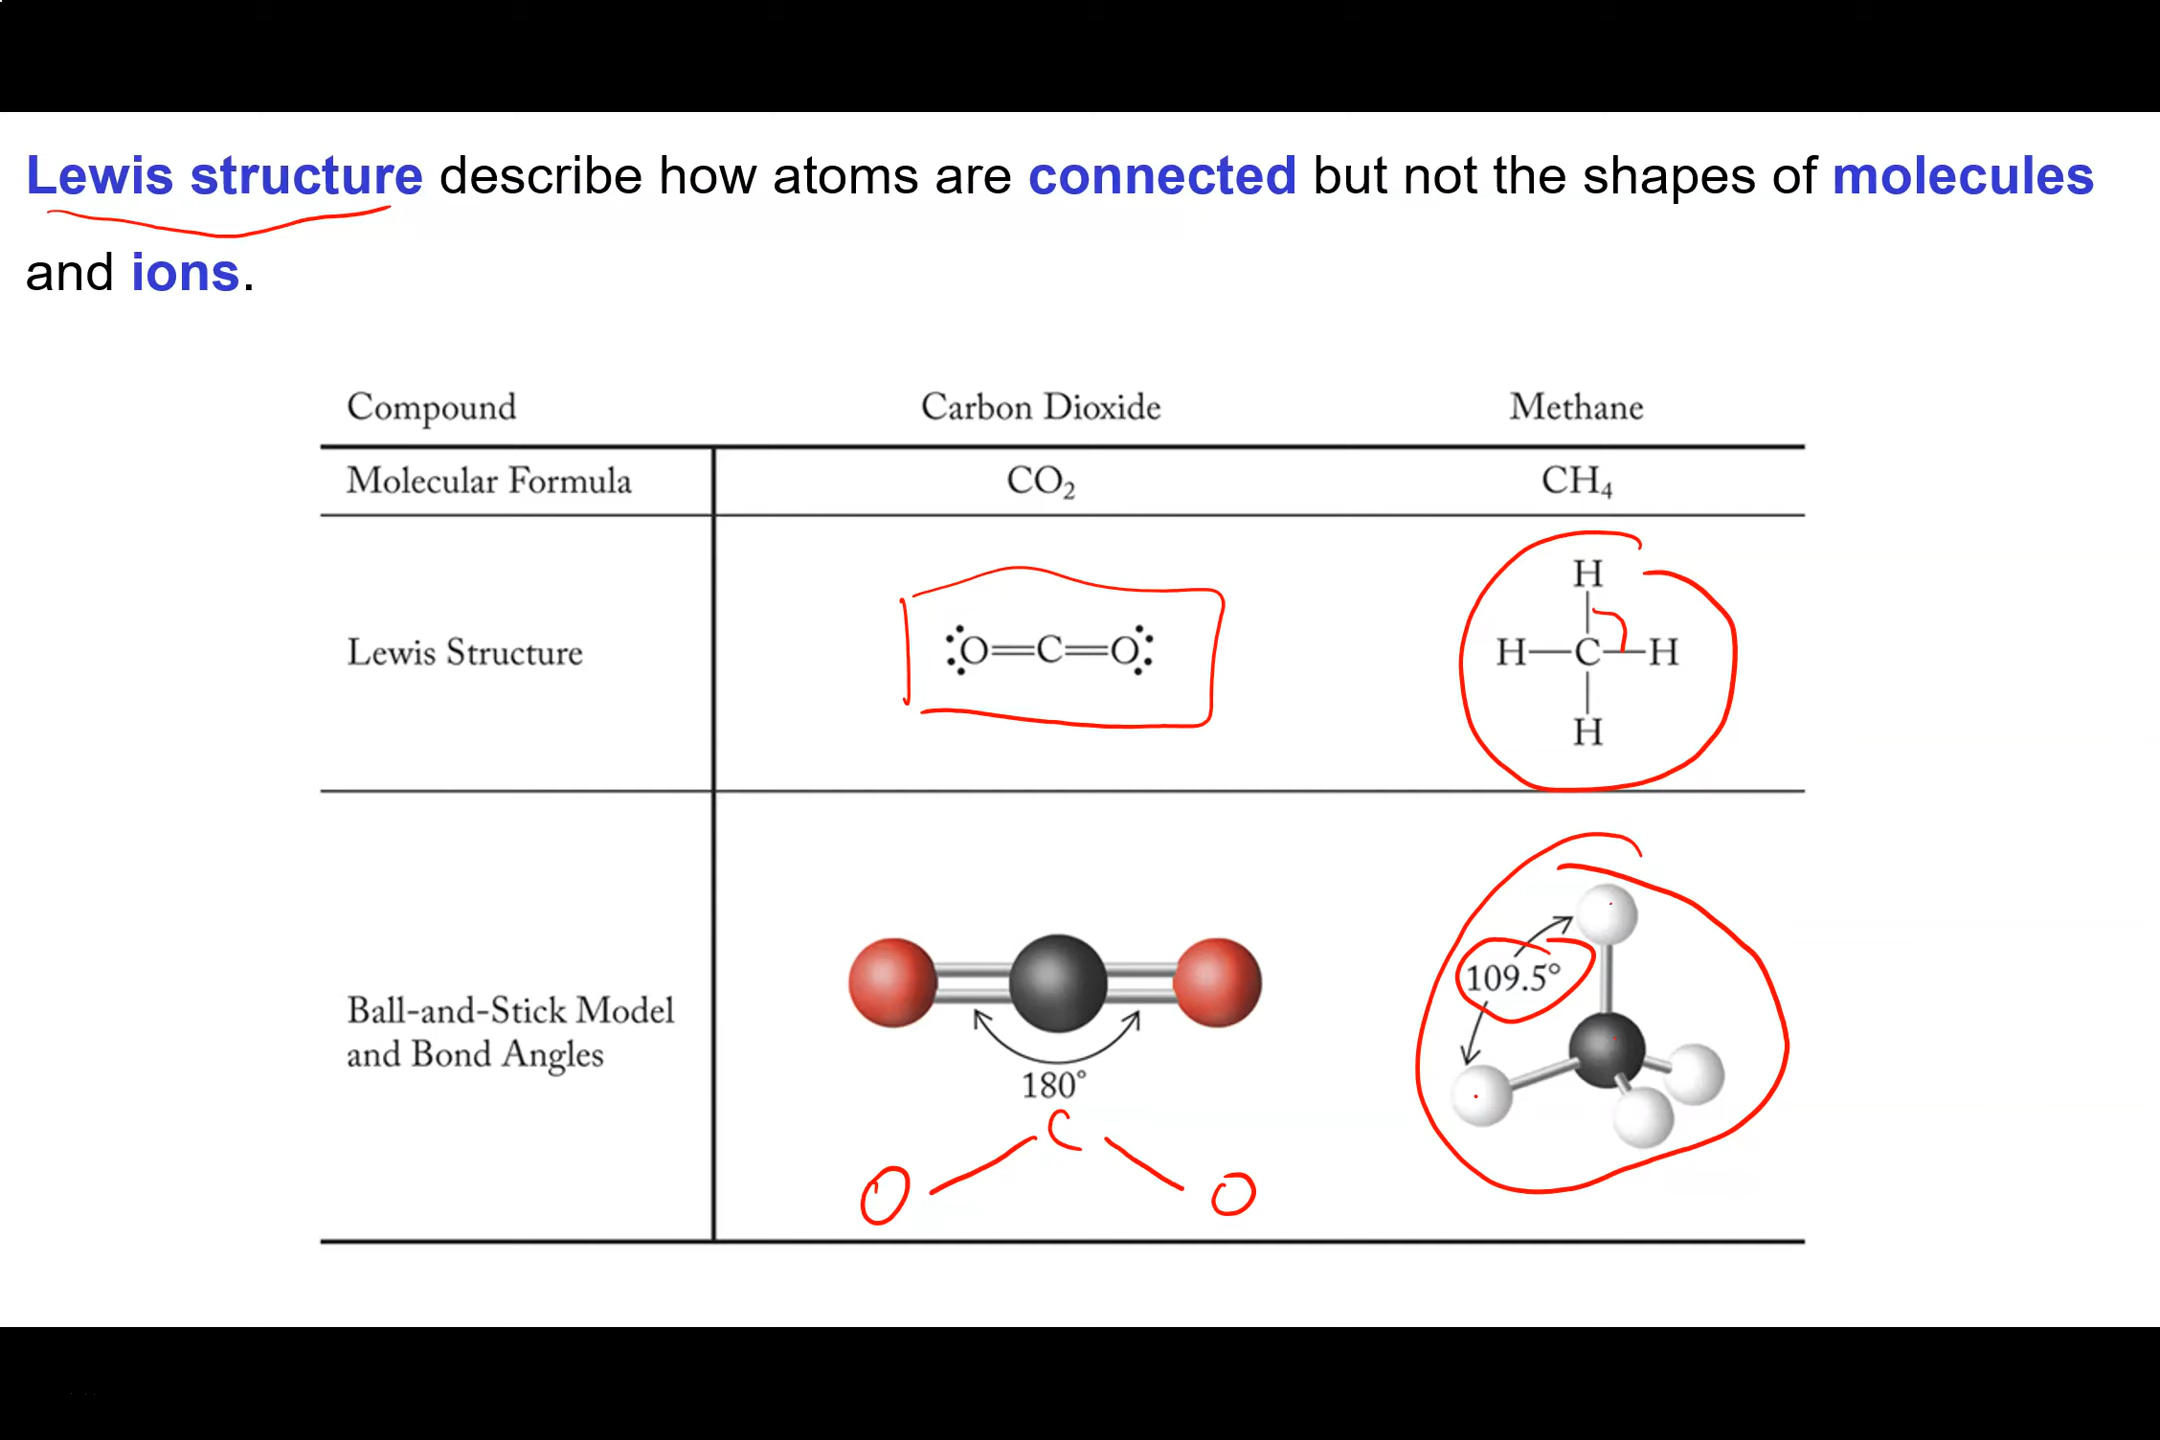 Lewis structure describe how atoms are connected but not the shapes of molecules
and ions.
Compound Carbon Dioxide Methane
Molecular Formula CO₂ CH₄
H
Lewis Structure :O=C=O: H—C—H
H
109.5°
Ball-and-Stick Model
and Bond Angles
180°
C
O O